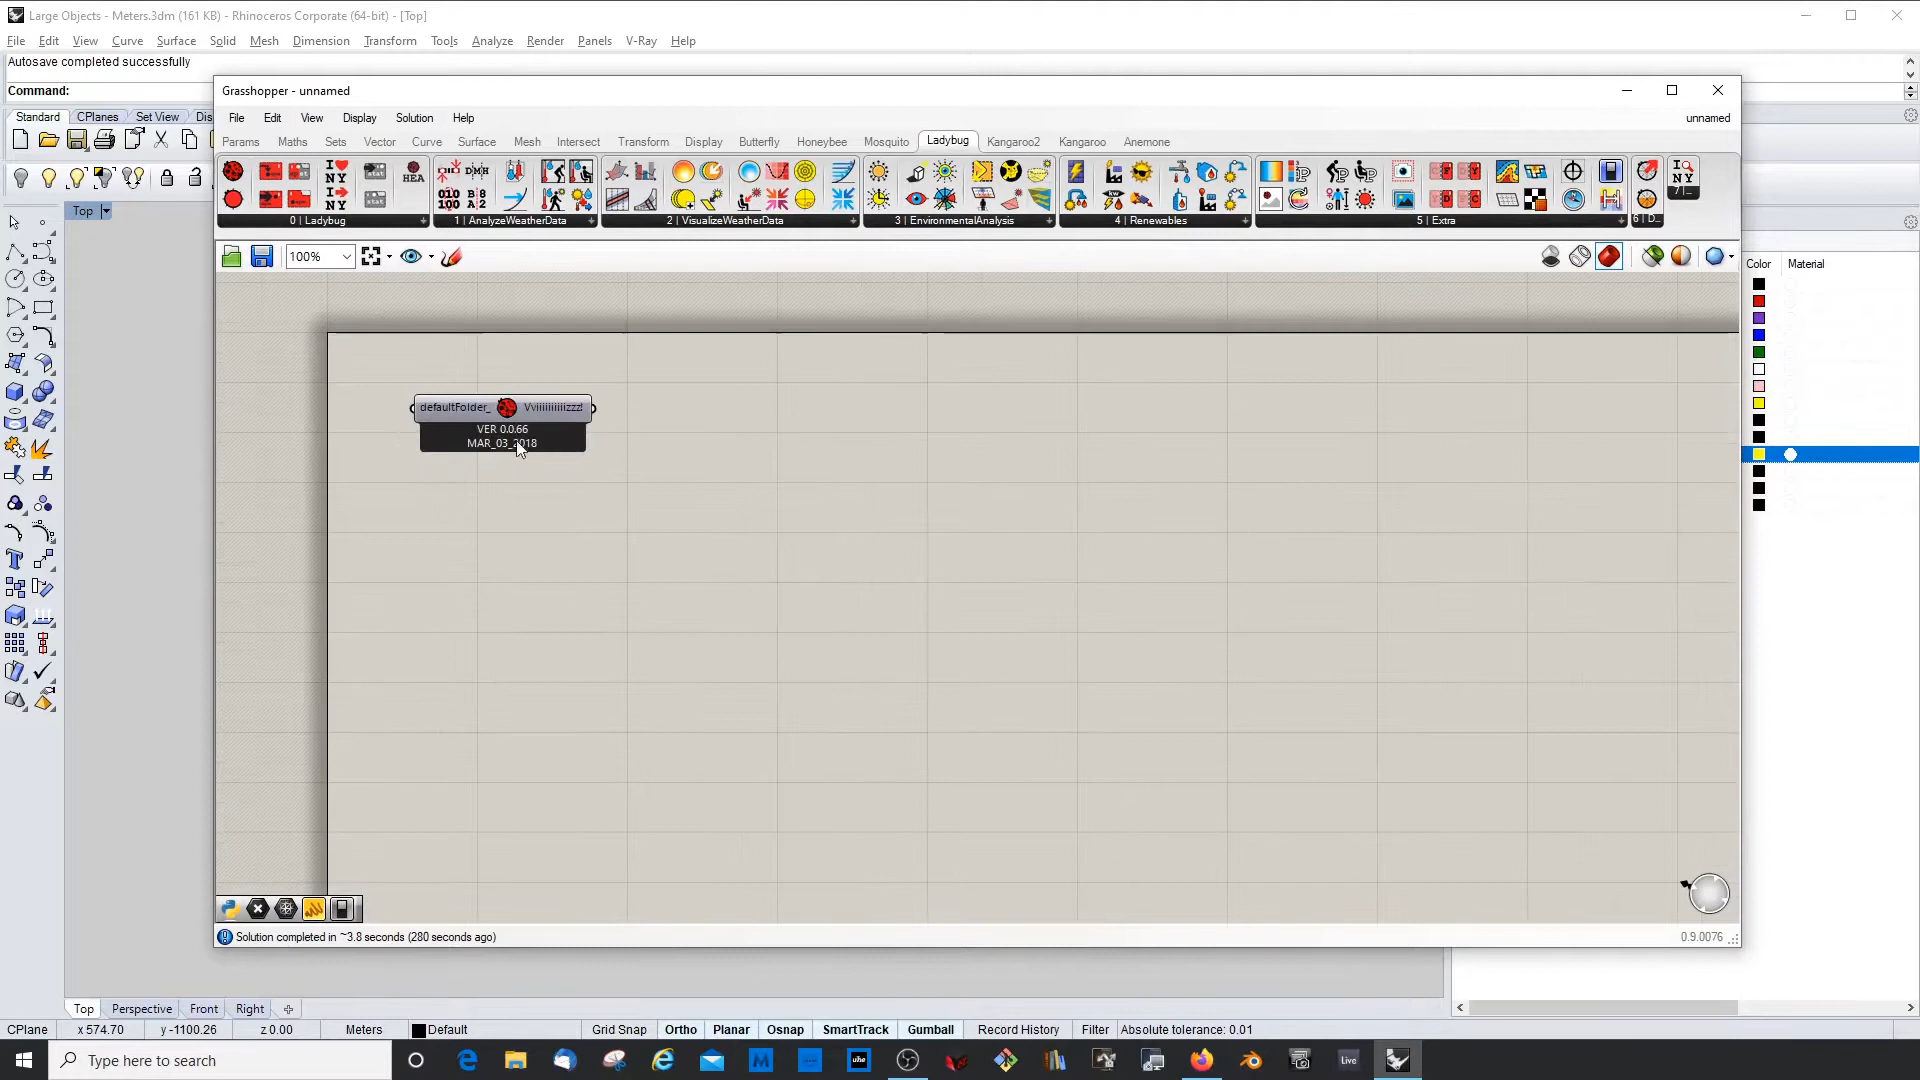 Large Objects - Meters.3dm (161 KB) - Rhinoceros Corporate (64-bit) - [Top]
File Edit View Curve Surface Solid Mesh Dimension Transform Tools Analyze Render Panels V-Ray Help
Autosave completed successfully
Command:
Standard CPlanes Set View Dis
Top
Grasshopper - unnamed
File Edit View Display Solution Help
unnamed
Params Maths Sets Vector Curve Surface Mesh Intersect Transform Display Butterfly Honeybee Mosquito Ladybug Kangaroo2 Kangaroo Anemone
0 | Ladybug
1 | AnalyzeWeatherData
2 | VisualizeWeatherData
3 | EnvironmentalAnalysis
4 | Renewables
5 | Extra
6 | D...
7 | ...
100%
Color Material
defaultFolder_ Vviiiiiiiiiizzz!
VER 0.0.66
MAR_03_2018
Solution completed in ~3.8 seconds (280 seconds ago)
0.9.0076
Top Perspective Front Right
CPlane x 574.70 y -1100.26 z 0.00 Meters Default Grid Snap Ortho Planar Osnap SmartTrack Gumball Record History Filter Absolute tolerance: 0.01
Type here to search
Live